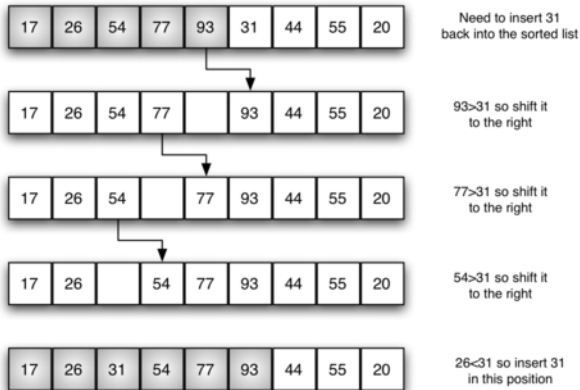 17 26 54 77 93 31 44 55 20
Need to insert 31
back into the sorted list
17 26 54 77 93 44 55 20
93>31 so shift it
to the right
17 26 54 77 93 44 55 20
77>31 so shift it
to the right
17 26 54 77 93 44 55 20
54>31 so shift it
to the right
17 26 31 54 77 93 44 55 20
26<31 so insert 31
in this position